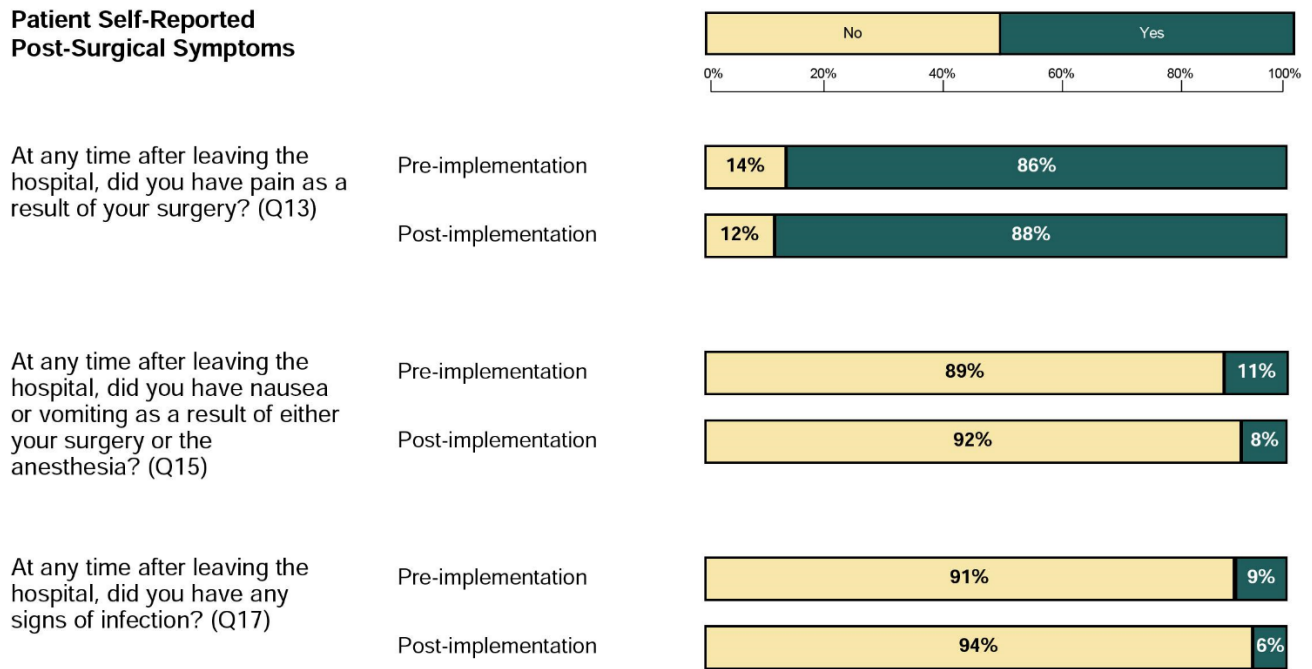 Patient Self-Reported
Post-Surgical Symptoms
No Yes
0% 20% 40% 60% 80% 100%
At any time after leaving the
hospital, did you have pain as a
result of your surgery? (Q13)
Pre-implementation 14% 86%
Post-implementation 12% 88%
At any time after leaving the
hospital, did you have nausea
or vomiting as a result of either
your surgery or the
anesthesia? (Q15)
Pre-implementation 89% 11%
Post-implementation 92% 8%
At any time after leaving the
hospital, did you have any
signs of infection? (Q17)
Pre-implementation 91% 9%
Post-implementation 94% 6%